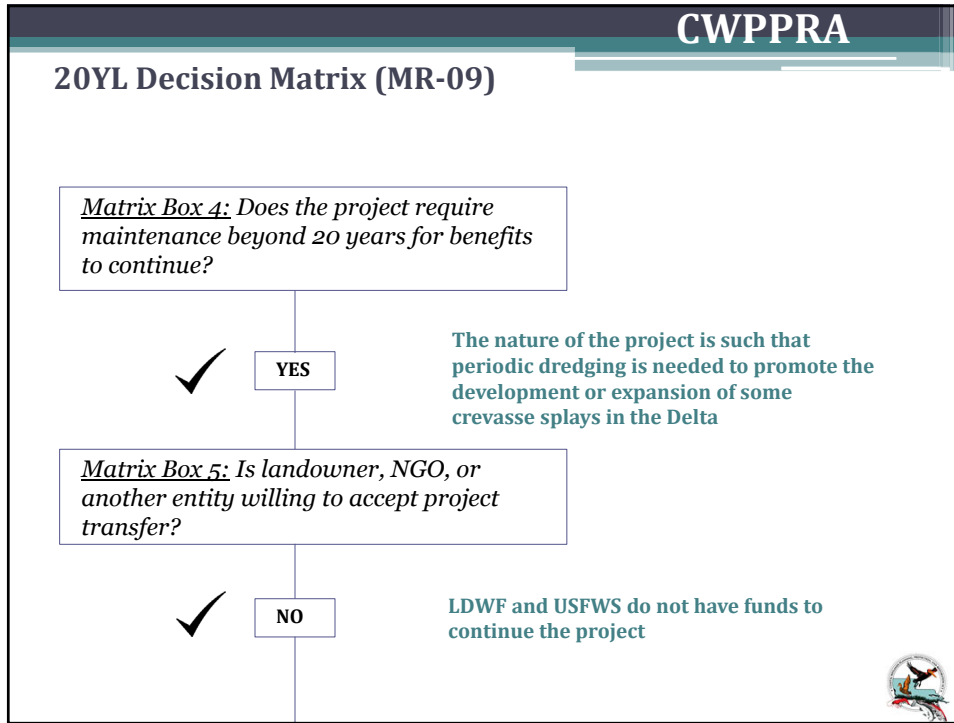 CWPPRA
20YL Decision Matrix (MR-09)
Matrix Box 4: Does the project require
maintenance beyond 20 years for benefits
to continue?
YES
The nature of the project is such that
periodic dredging is needed to promote the
development or expansion of some
crevasse splays in the Delta
Matrix Box 5: Is landowner, NGO, or
another entity willing to accept project
transfer?
NO
LDWF and USFWS do not have funds to
continue the project